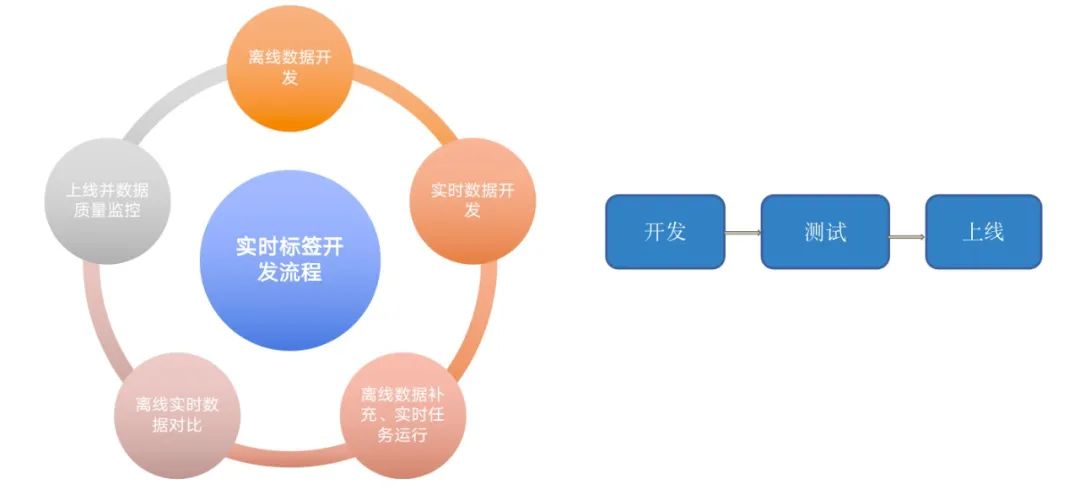 离线数据开
发
实时数据开
发
离线数据补
充、实时任
务运行
离线实时数
据对比
上线并数据
质量监控
实时标签开
发流程
开发
测试
上线